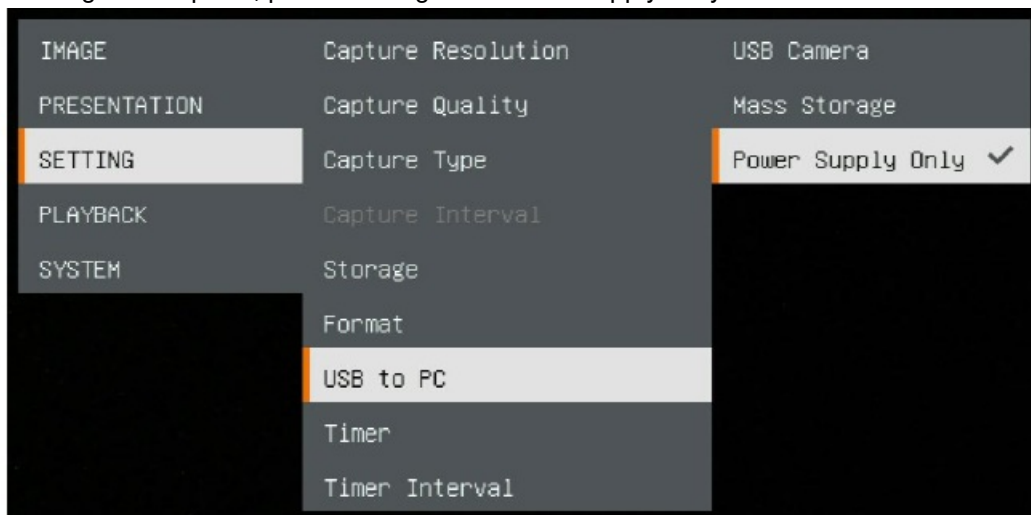 IMAGE
PRESENTATION
SETTING
PLAYBACK
SYSTEM
Capture Resolution
Capture Quality
Capture Type
Capture Interval
Storage
Format
USB to PC
Timer
Timer Interval
USB Camera
Mass Storage
Power Supply Only